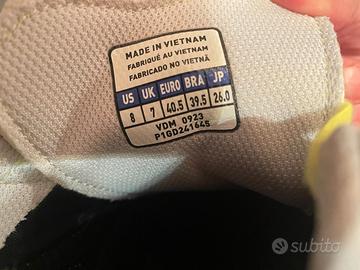 MADE IN VIETNAM
FABRIQUÉ AU VIETNAM
FABRICADO NO VIETNÃ
US UK EURO BRA JP
8 7 40.5 39.5 26.0
VDM 0923
P1GD241645
subito